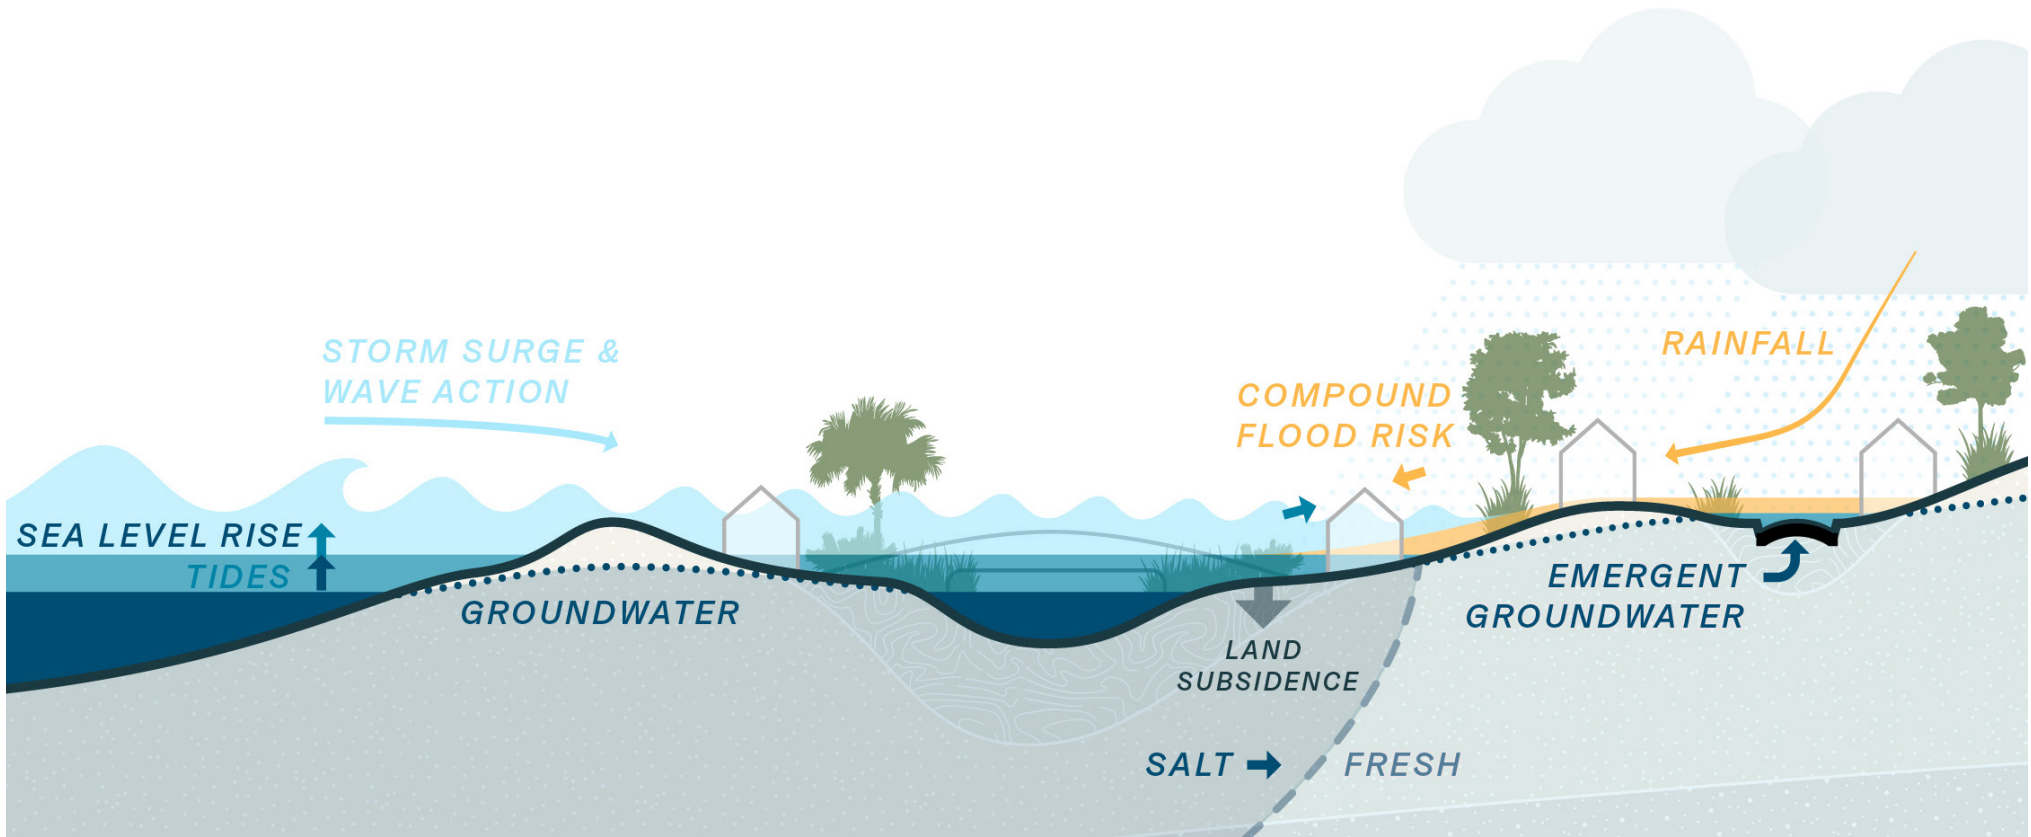 STORM SURGE &
WAVE ACTION
SEA LEVEL RISE
TIDES
GROUNDWATER
COMPOUND
FLOOD RISK
RAINFALL
EMERGENT
GROUNDWATER
LAND
SUBSIDENCE
SALT
FRESH